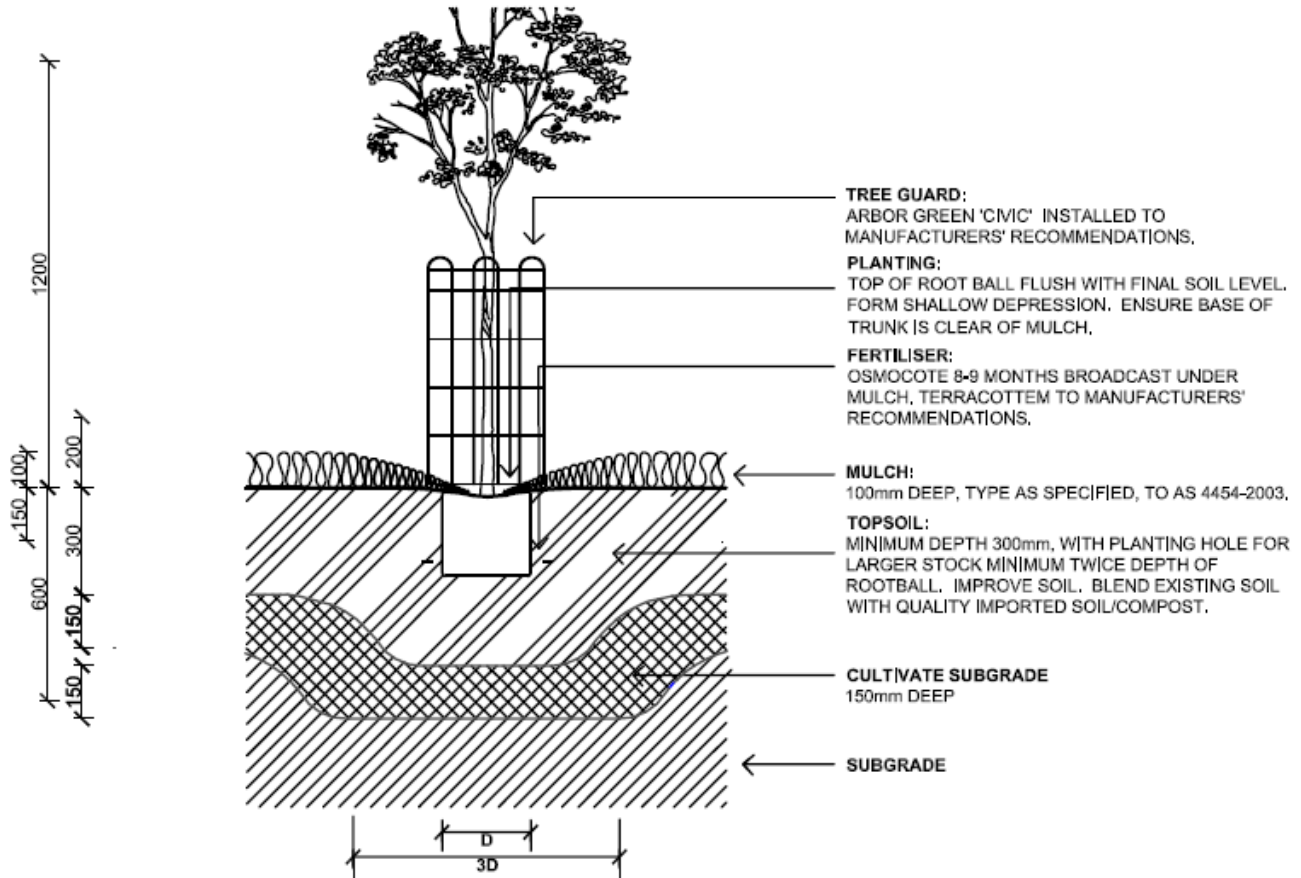 TREE GUARD:
ARBOR GREEN 'CIVIC' INSTALLED TO
MANUFACTURERS' RECOMMENDATIONS.
PLANTING:
TOP OF ROOT BALL FLUSH WITH FINAL SOIL LEVEL.
FORM SHALLOW DEPRESSION. ENSURE BASE OF
TRUNK IS CLEAR OF MULCH.
FERTILISER:
OSMOCOTE 8-9 MONTHS BROADCAST UNDER
MULCH, TERRACOTTEM TO MANUFACTURERS'
RECOMMENDATIONS.
MULCH:
100mm DEEP, TYPE AS SPECIFIED, TO AS 4454-2003.
TOPSOIL:
MINIMUM DEPTH 300mm, WITH PLANTING HOLE FOR
LARGER STOCK MINIMUM TWICE DEPTH OF
ROOTBALL. IMPROVE SOIL. BLEND EXISTING SOIL
WITH QUALITY IMPORTED SOIL/COMPOST.
CULTIVATE SUBGRADE
150mm DEEP
SUBGRADE
1200
200
100
150
300
600
150
150
D
3D